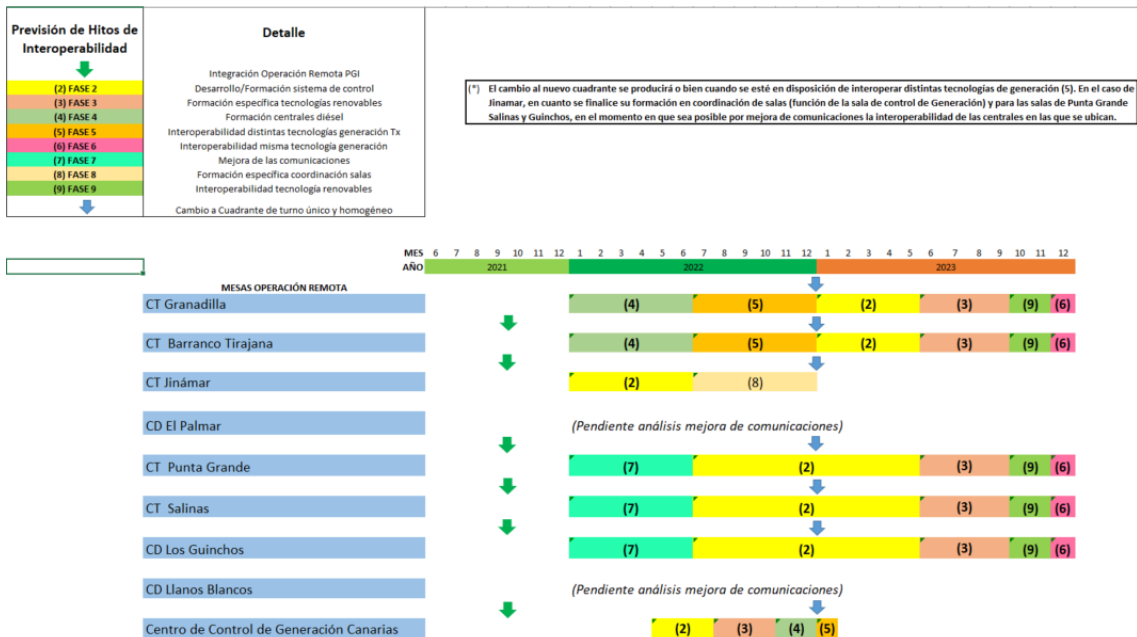 Previsión de Hitos de
Interoperabilidad
Detalle
Integración Operación Remota PGI
(2) FASE 2
Desarrollo/Formación sistema de control
(3) FASE 3
Formación específica tecnologías renovables
(4) FASE 4
Formación centrales diésel
(5) FASE 5
Interoperabilidad distintas tecnologías generación Tx
(6) FASE 6
Interoperabilidad misma tecnología generación
(7) FASE 7
Mejora de las comunicaciones
(8) FASE 8
Formación específica coordinación salas
(9) FASE 9
Interoperabilidad tecnología renovables
Cambio a Cuadrante de turno único y homogéneo
(*) El cambio al nuevo cuadrante se producirá o bien cuando se esté en disposición de interoperar distintas tecnologías de generación (5). En el caso de
Jinamar, en cuanto se finalice su formación en coordinación de salas (función de la sala de control de Generación) y para las salas de Punta Grande
Salinas y Guinchos, en el momento en que sea posible por mejora de comunicaciones la interoperabilidad de las centrales en las que se ubican.
MES 6 7 8 9 10 11 12 1 2 3 4 5 6 7 8 9 10 11 12 1 2 3 4 5 6 7 8 9 10 11 12
AÑO 2021 2022 2023
MESAS OPERACIÓN REMOTA
CT Granadilla (4) (5) (2) (3) (9) (6)
CT Barranco Tirajana (4) (5) (2) (3) (9) (6)
CT Jinámar (2) (8)
CD El Palmar (Pendiente análisis mejora de comunicaciones)
CT Punta Grande (7) (2) (3) (9) (6)
CT Salinas (7) (2) (3) (9) (6)
CD Los Guinchos (7) (2) (3) (9) (6)
CD Llanos Blancos (Pendiente análisis mejora de comunicaciones)
Centro de Control de Generación Canarias (2) (3) (4) (5)